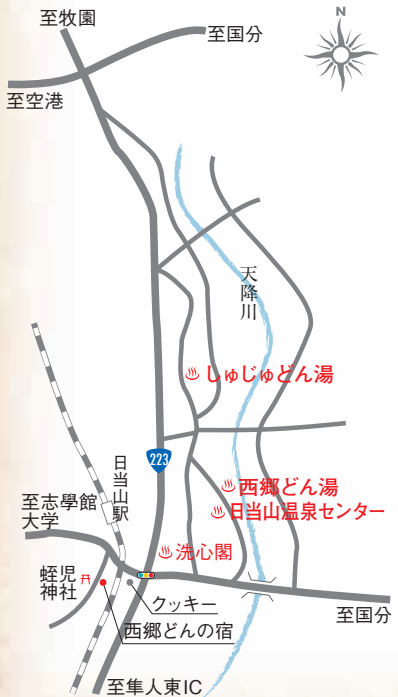 至牧園
N
至国分
至空港
天降川
しゅじゅどん湯
223
日当山駅
西郷どん湯
日当山温泉センター
至志學館
大学
洗心閣
蛭児
神社
クッキー
西郷どんの宿
至国分
至隼人東IC